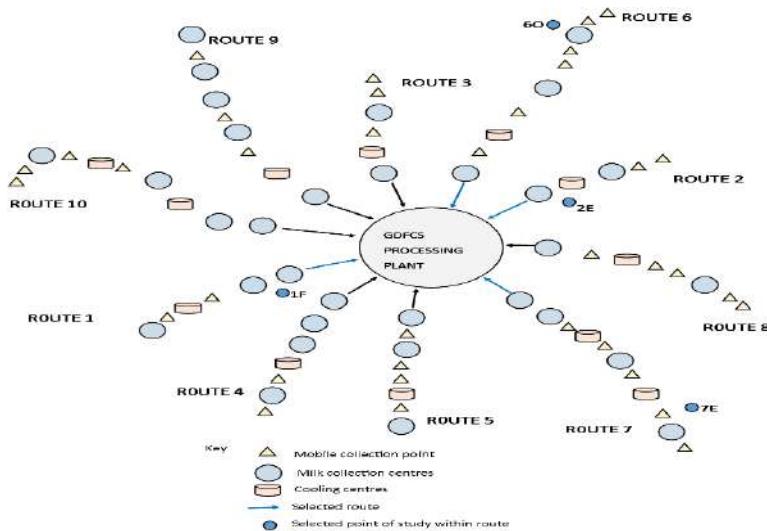 6O
ROUTE 6
ROUTE 9
ROUTE 3
ROUTE 10
ROUTE 2
2E
GDFCS
PROCESSING
PLANT
1F
ROUTE 1
ROUTE 8
ROUTE 4
7E
ROUTE 5
ROUTE 7
Key
Mobile collection point
Milk collection centres
Cooling centres
Selected route
Selected point of study within route